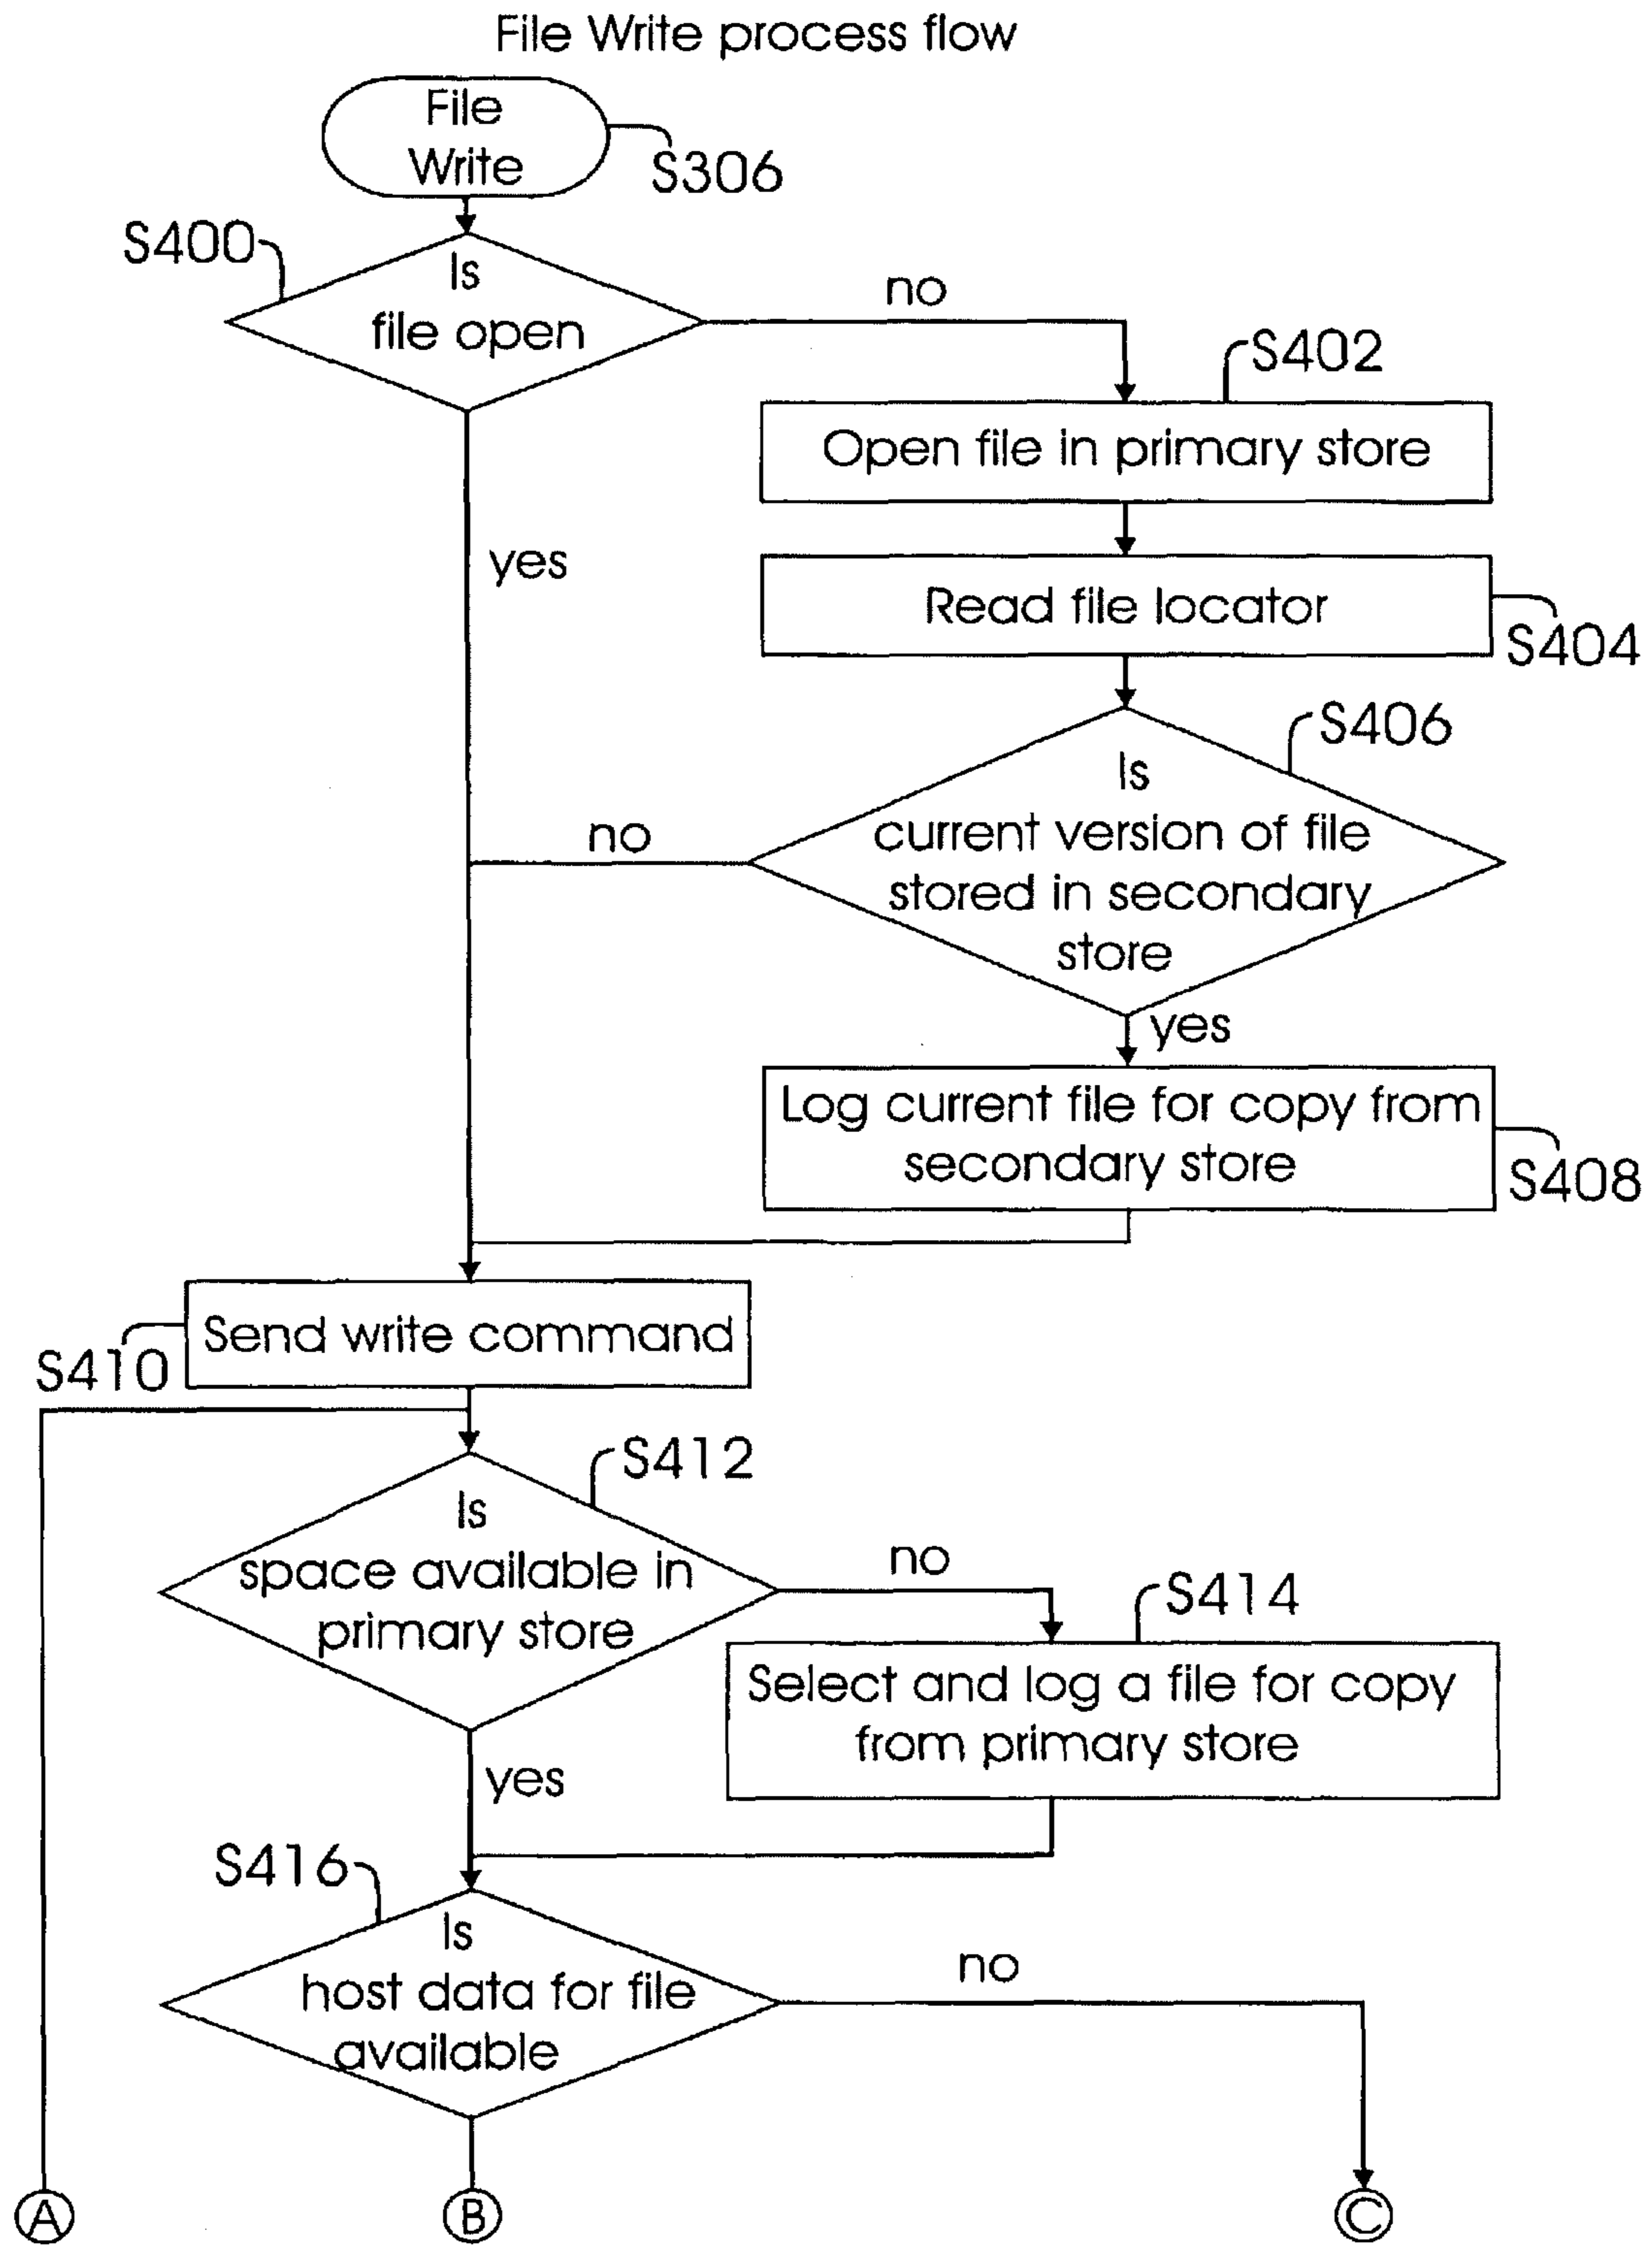 File Write process flow
File
Write
S306
S400
Is
file open
no
S402
Open file in primary store
yes
Read file locator
S404
S406
Is
current version of file
stored in secondary
store
no
yes
Log current file for copy from
secondary store
S408
Send write command
S410
S412
Is
space available in
primary store
no
S414
Select and log a file for copy
from primary store
yes
S416
Is
host data for file
available
no
A
B
C